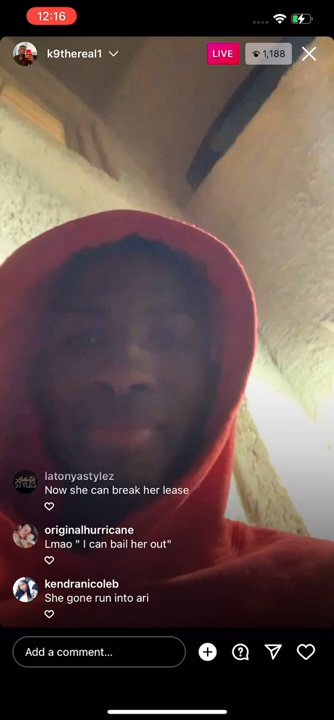 12:16
k9thereal1
LIVE
1,188
latonyastylez
Now she can break her lease
originalhurricane
Lmao " I can bail her out"
kendranicoleb
She gone run into ari
Add a comment...